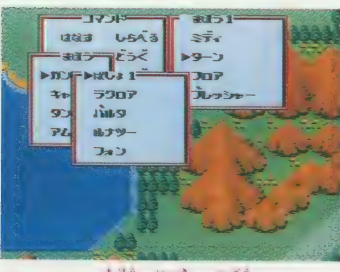 コマンド
はなす しらべる
まほう どうぐ
まほう1
ミディ
▶ターン
フロア
プレッシャー
▶ガン
キャ
タン
アム
▶ばしょ1
ラクロア
バルタ
ルナツー
フォン